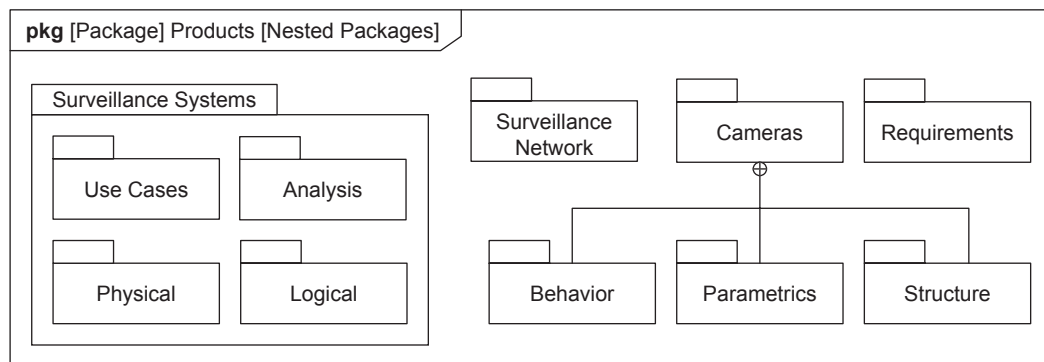 pkg [Package] Products [Nested Packages]
Surveillance Systems
Use Cases
Analysis
Physical
Logical
Surveillance
Network
Cameras
Requirements
Behavior
Parametrics
Structure